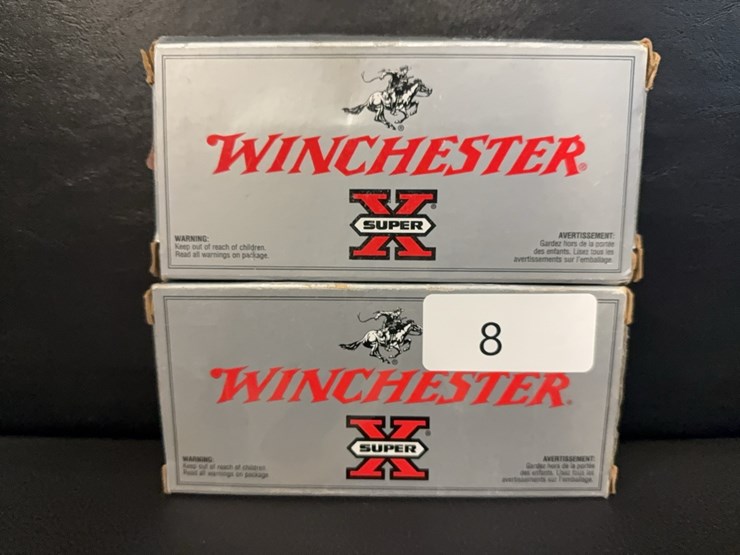 WINCHESTER®
SUPER X®
WARNING:
Keep out of reach of children.
Read all warnings on package.
AVERTISSEMENT:
Gardez hors de la portée
des enfants. Lisez tous les
avertissements sur l'emballage.
8
WINCHESTER®
SUPER X®
WARNING:
Keep out of reach of children
Read all warnings on package
AVERTISSEMENT:
Gardez hors de la portée
des enfants. Lisez tous les
avertissements sur l'emballage.